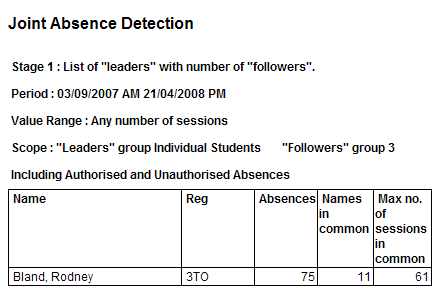 Joint Absence Detection
Stage 1 : List of "leaders" with number of "followers".
Period : 03/09/2007 AM 21/04/2008 PM
Value Range : Any number of sessions
Scope : "Leaders" group Individual Students "Followers" group 3
Including Authorised and Unauthorised Absences
Name Reg Absences Names in common Max no. of sessions in common
Bland, Rodney 3TO 75 11 61